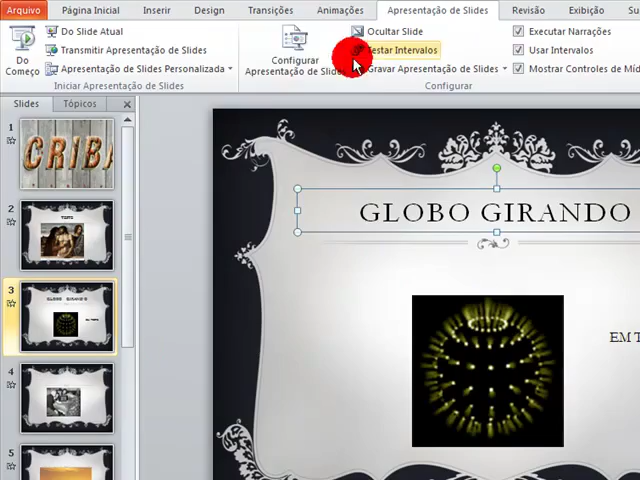 Arquivo Página Inicial Inserir Design Transições Animações Apresentação de Slides Revisão Exibição
Do Começo
Do Slide Atual
Transmitir Apresentação de Slides
Apresentação de Slides Personalizada
Iniciar Apresentação de Slides
Configurar
Apresentação de Slides
Ocultar Slide
Testar Intervalos
Gravar Apresentação de Slides
Executar Narrações
Usar Intervalos
Mostrar Controles de Míd
Configurar
Slides Tópicos
1
CRIBA
2
3
4
5
GLOBO GIRANDO
EM T